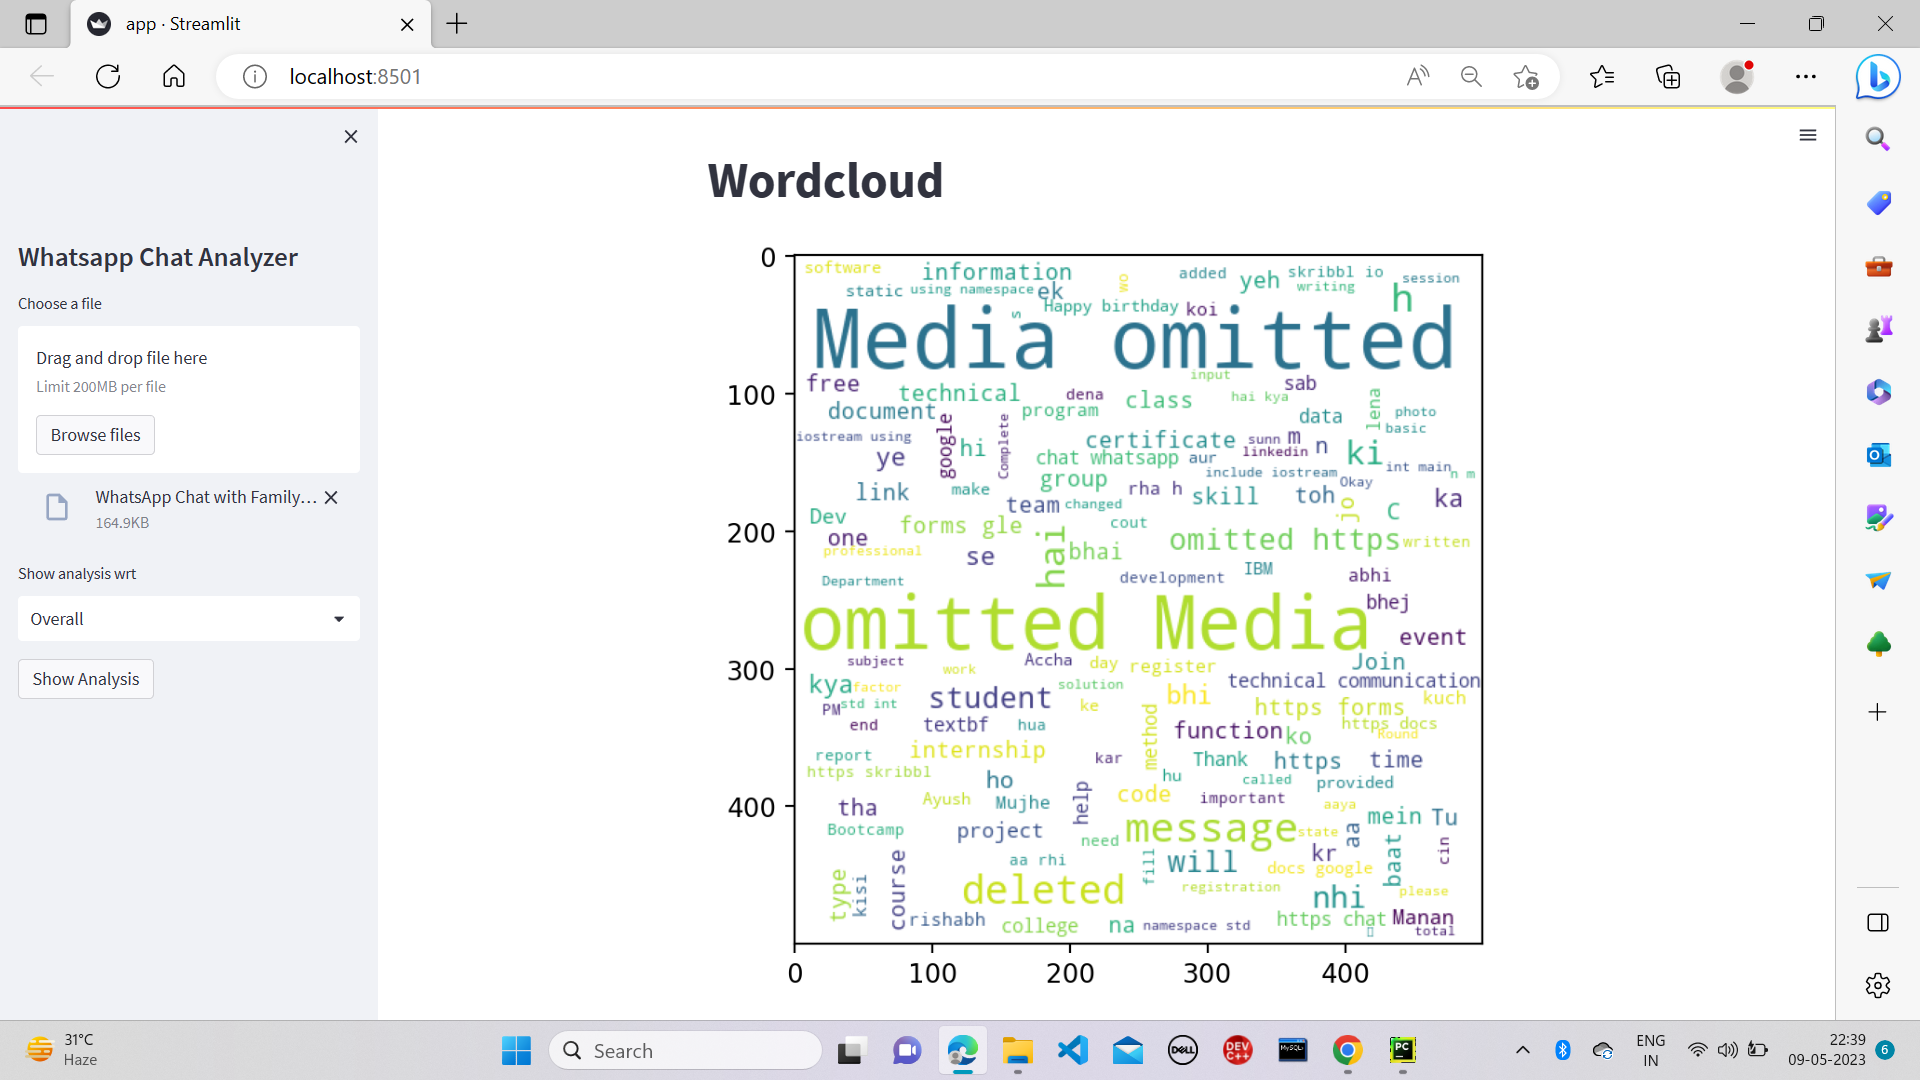 app · Streamlit
localhost:8501
Whatsapp Chat Analyzer
Choose a file
Drag and drop file here
Limit 200MB per file
Browse files
WhatsApp Chat with Family...
164.9KB
Show analysis wrt
Overall
Show Analysis
Wordcloud
0
100
200
300
400
0 100 200 300 400
software information added yeh skribbl io session
static using namespace ek wo writing h
s Happy birthday koi
Media omitted
free technical dena input sab
document program class hai kya lena
data photo
basic
iostream using google hi Complete certificate sunn m n ki
ye chat whatsapp aur linkedin int main n m
group include iostream Okay
link make team changed rha h skill toh jo C ka
Dev forms gle cout
one hai bhai omitted https written
professional se
Department development IBM abhi
bhej
omitted Media event
subject work Accha day register Join
kya factor student solution bhi technical communication
PM std int ke method https forms kuch
end textbf hua function ko https docs
Round
report internship kar Thank https time
https skribbl ho hu called provided
tha Ayush Mujhe help code important aaya mein Tu
Bootcamp project need message state aa
type kisi course aa rhi fill will kr baat cin
deleted registration docs google please
rishabh college na namespace std nhi https chat Manan
total
31°C
Haze
Search
DELL
DEV C++
MySQL
PC
ENG
IN
22:39
09-05-2023
6